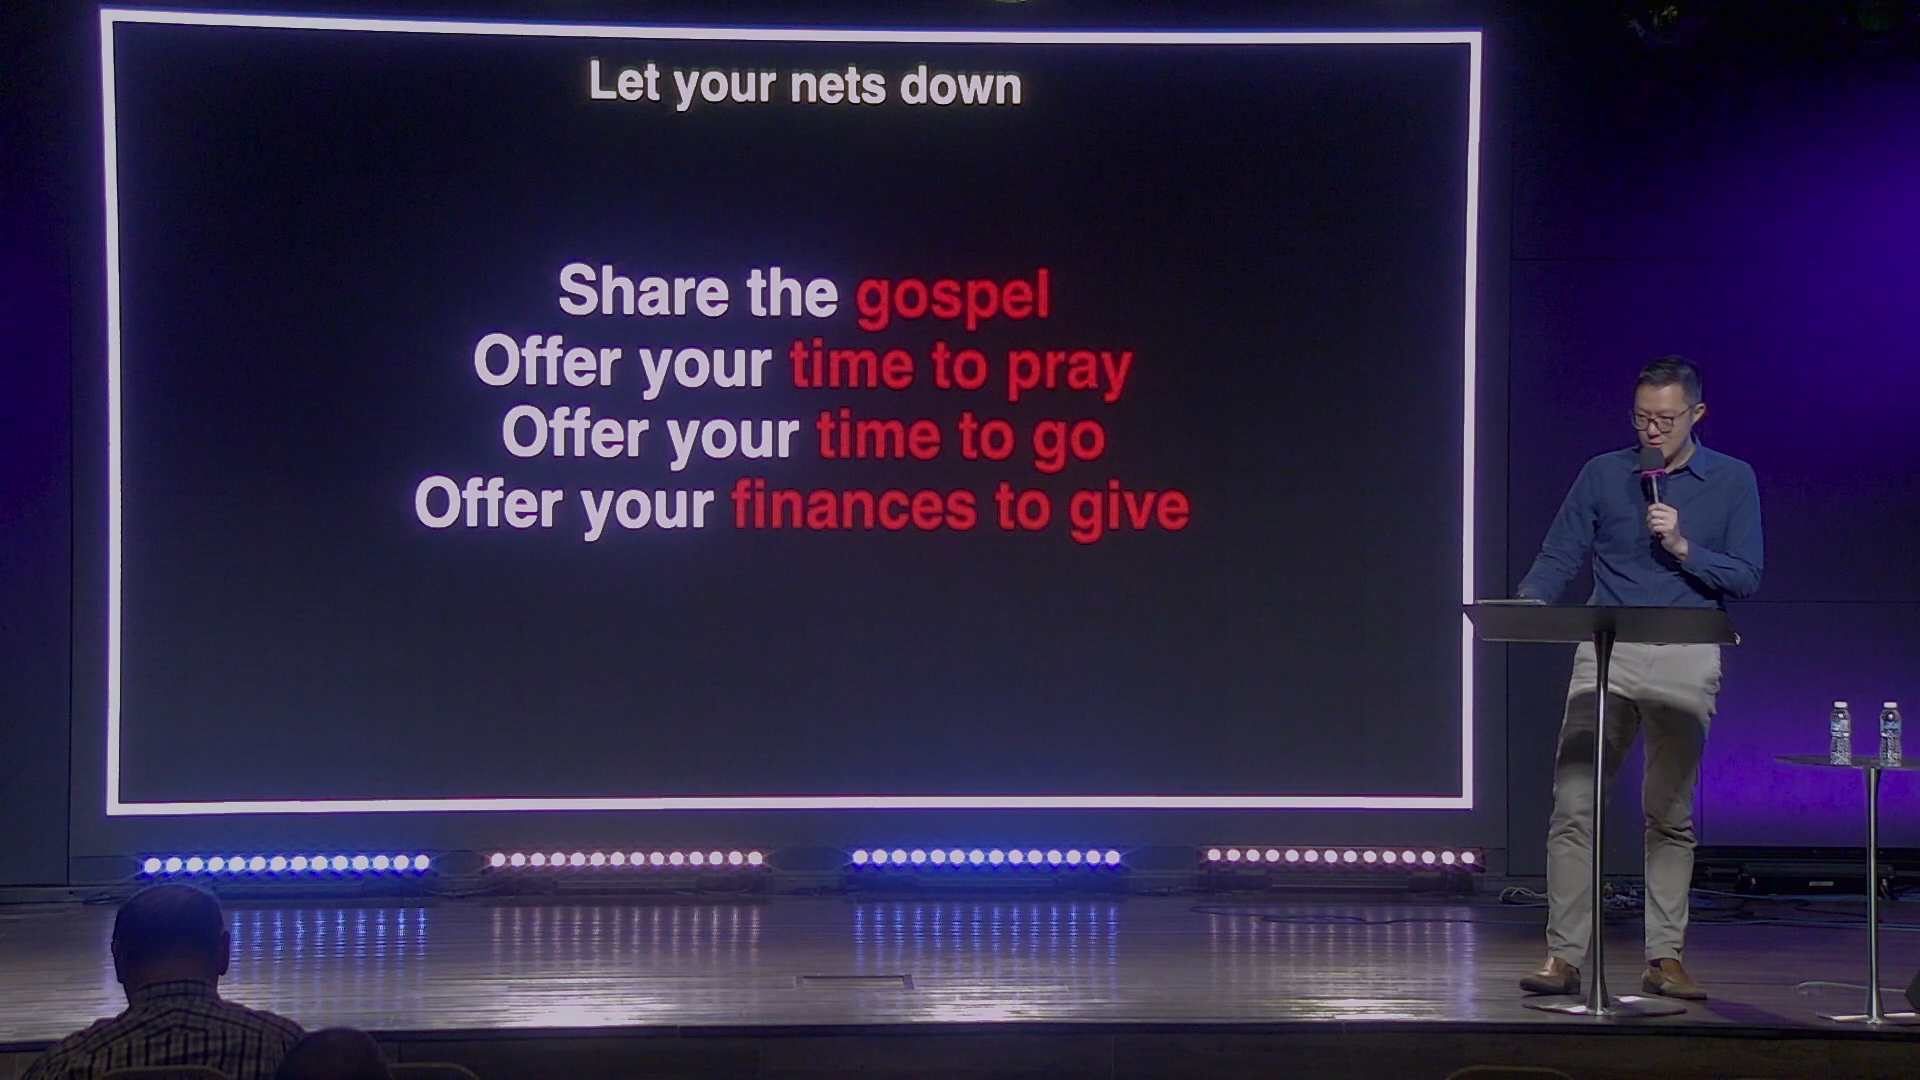 Let your nets down
Share the gospel
Offer your time to pray
Offer your time to go
Offer your finances to give